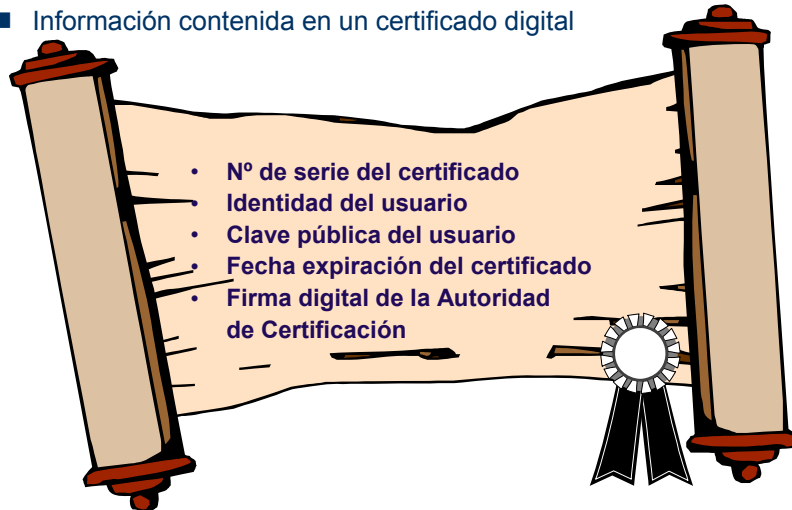 Información contenida en un certificado digital
• Nº de serie del certificado
• Identidad del usuario
• Clave pública del usuario
• Fecha expiración del certificado
• Firma digital de la Autoridad
de Certificación